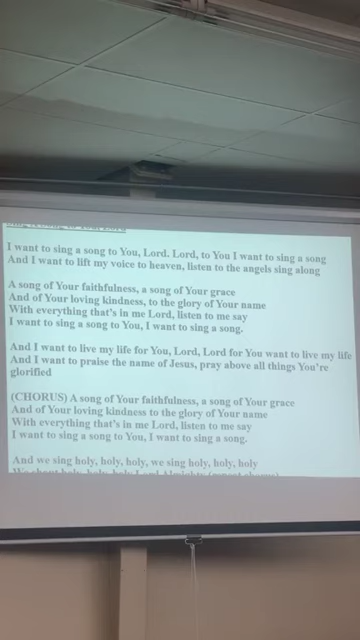 I want to sing a song to You, Lord. Lord, to You I want to sing a song
And I want to lift my voice to heaven, listen to the angels sing along
A song of Your faithfulness, a song of Your grace
And of Your loving kindness, to the glory of Your name
With everything that's in me Lord, listen to me say
I want to sing a song to You, I want to sing a song.
And I want to live my life for You, Lord, Lord for You want to live my life
And I want to praise the name of Jesus, pray above all things You're
glorified
(CHORUS) A song of Your faithfulness, a song of Your grace
And of Your loving kindness to the glory of Your name
With everything that's in me Lord, listen to me say
I want to sing a song to You, I want to sing a song.
And we sing holy, holy, holy, we sing holy, holy, holy